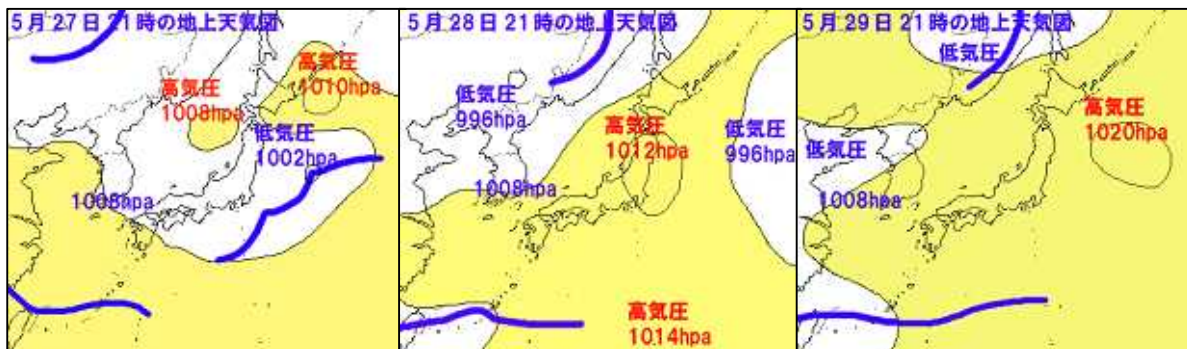 5月27日21時の地上天気図
高気圧
1010hpa
高気圧
1008hpa
低気圧
1002hpa
1008hpa
5月28日21時の地上天気図
低気圧
996hpa
高気圧
1012hpa
低気圧
996hpa
1008hpa
高気圧
1014hpa
5月29日21時の地上天気図
低気圧
高気圧
1020hpa
低気圧
1008hpa